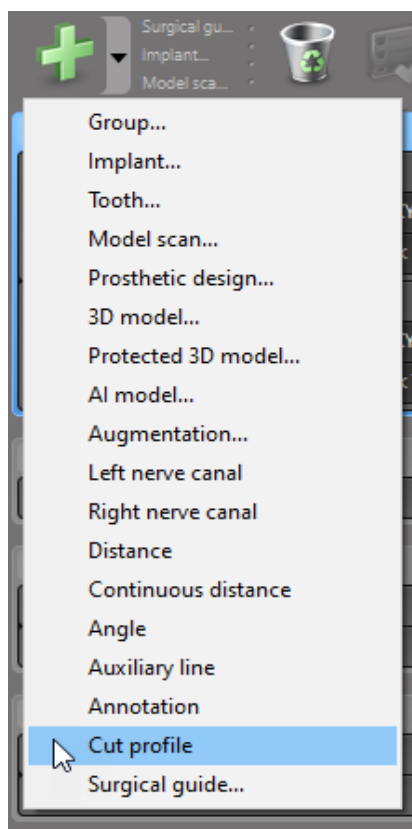 Surgical gu...
Implant...
Model sca...
Group...
Implant...
Tooth...
Model scan...
Prosthetic design...
3D model...
Protected 3D model...
AI model...
Augmentation...
Left nerve canal
Right nerve canal
Distance
Continuous distance
Angle
Auxiliary line
Annotation
Cut profile
Surgical guide...